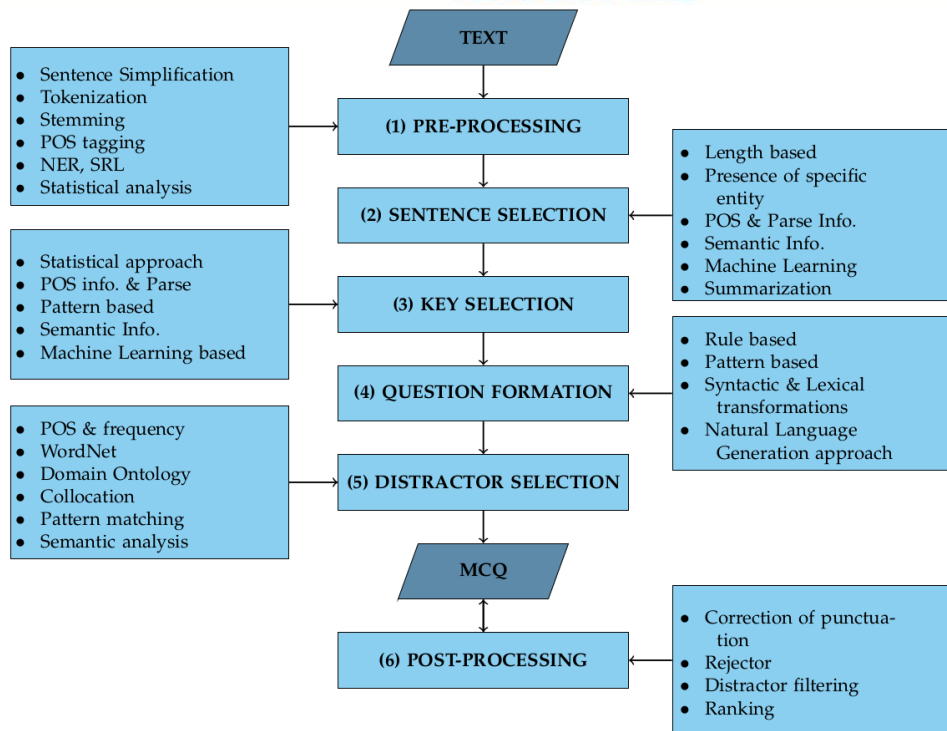 TEXT
● Sentence Simplification
● Tokenization
● Stemming
● POS tagging
● NER, SRL
● Statistical analysis
(1) PRE-PROCESSING
● Length based
● Presence of specific
entity
● POS & Parse Info.
● Semantic Info.
● Machine Learning
● Summarization
(2) SENTENCE SELECTION
● Statistical approach
● POS info. & Parse
● Pattern based
● Semantic Info.
● Machine Learning based
(3) KEY SELECTION
● Rule based
● Pattern based
● Syntactic & Lexical
transformations
● Natural Language
Generation approach
(4) QUESTION FORMATION
● POS & frequency
● WordNet
● Domain Ontology
● Collocation
● Pattern matching
● Semantic analysis
(5) DISTRACTOR SELECTION
MCQ
● Correction of punctua-
tion
● Rejector
● Distractor filtering
● Ranking
(6) POST-PROCESSING